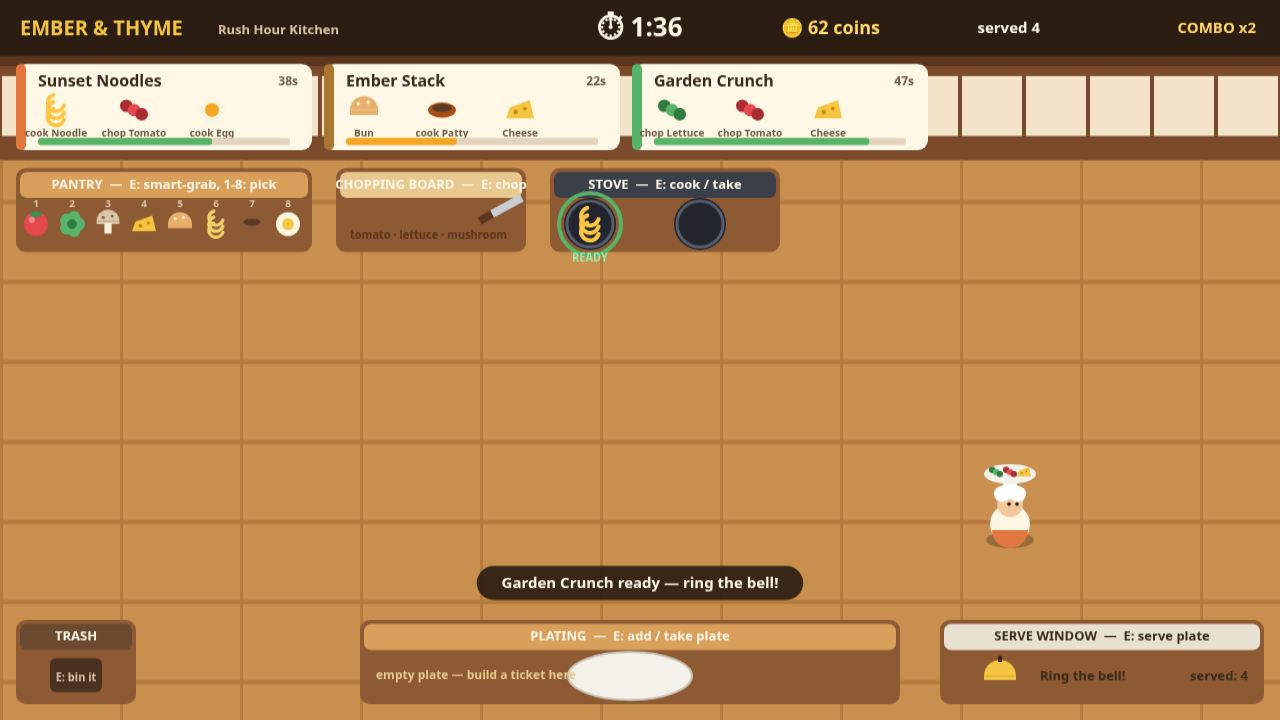 EMBER & THYME
Rush Hour Kitchen
1:36
62 coins
served 4
COMBO x2
Sunset Noodles
38s
cook Noodle
chop Tomato
cook Egg
Ember Stack
22s
Bun
cook Patty
Cheese
Garden Crunch
47s
chop Lettuce
chop Tomato
Cheese
PANTRY — E: smart-grab, 1-8: pick
1 2 3 4 5 6 7 8
CHOPPING BOARD — E: chop
tomato · lettuce · mushroom
STOVE — E: cook / take
READY
Garden Crunch ready — ring the bell!
TRASH
E: bin it
PLATING — E: add / take plate
empty plate — build a ticket here
SERVE WINDOW — E: serve plate
Ring the bell!
served: 4